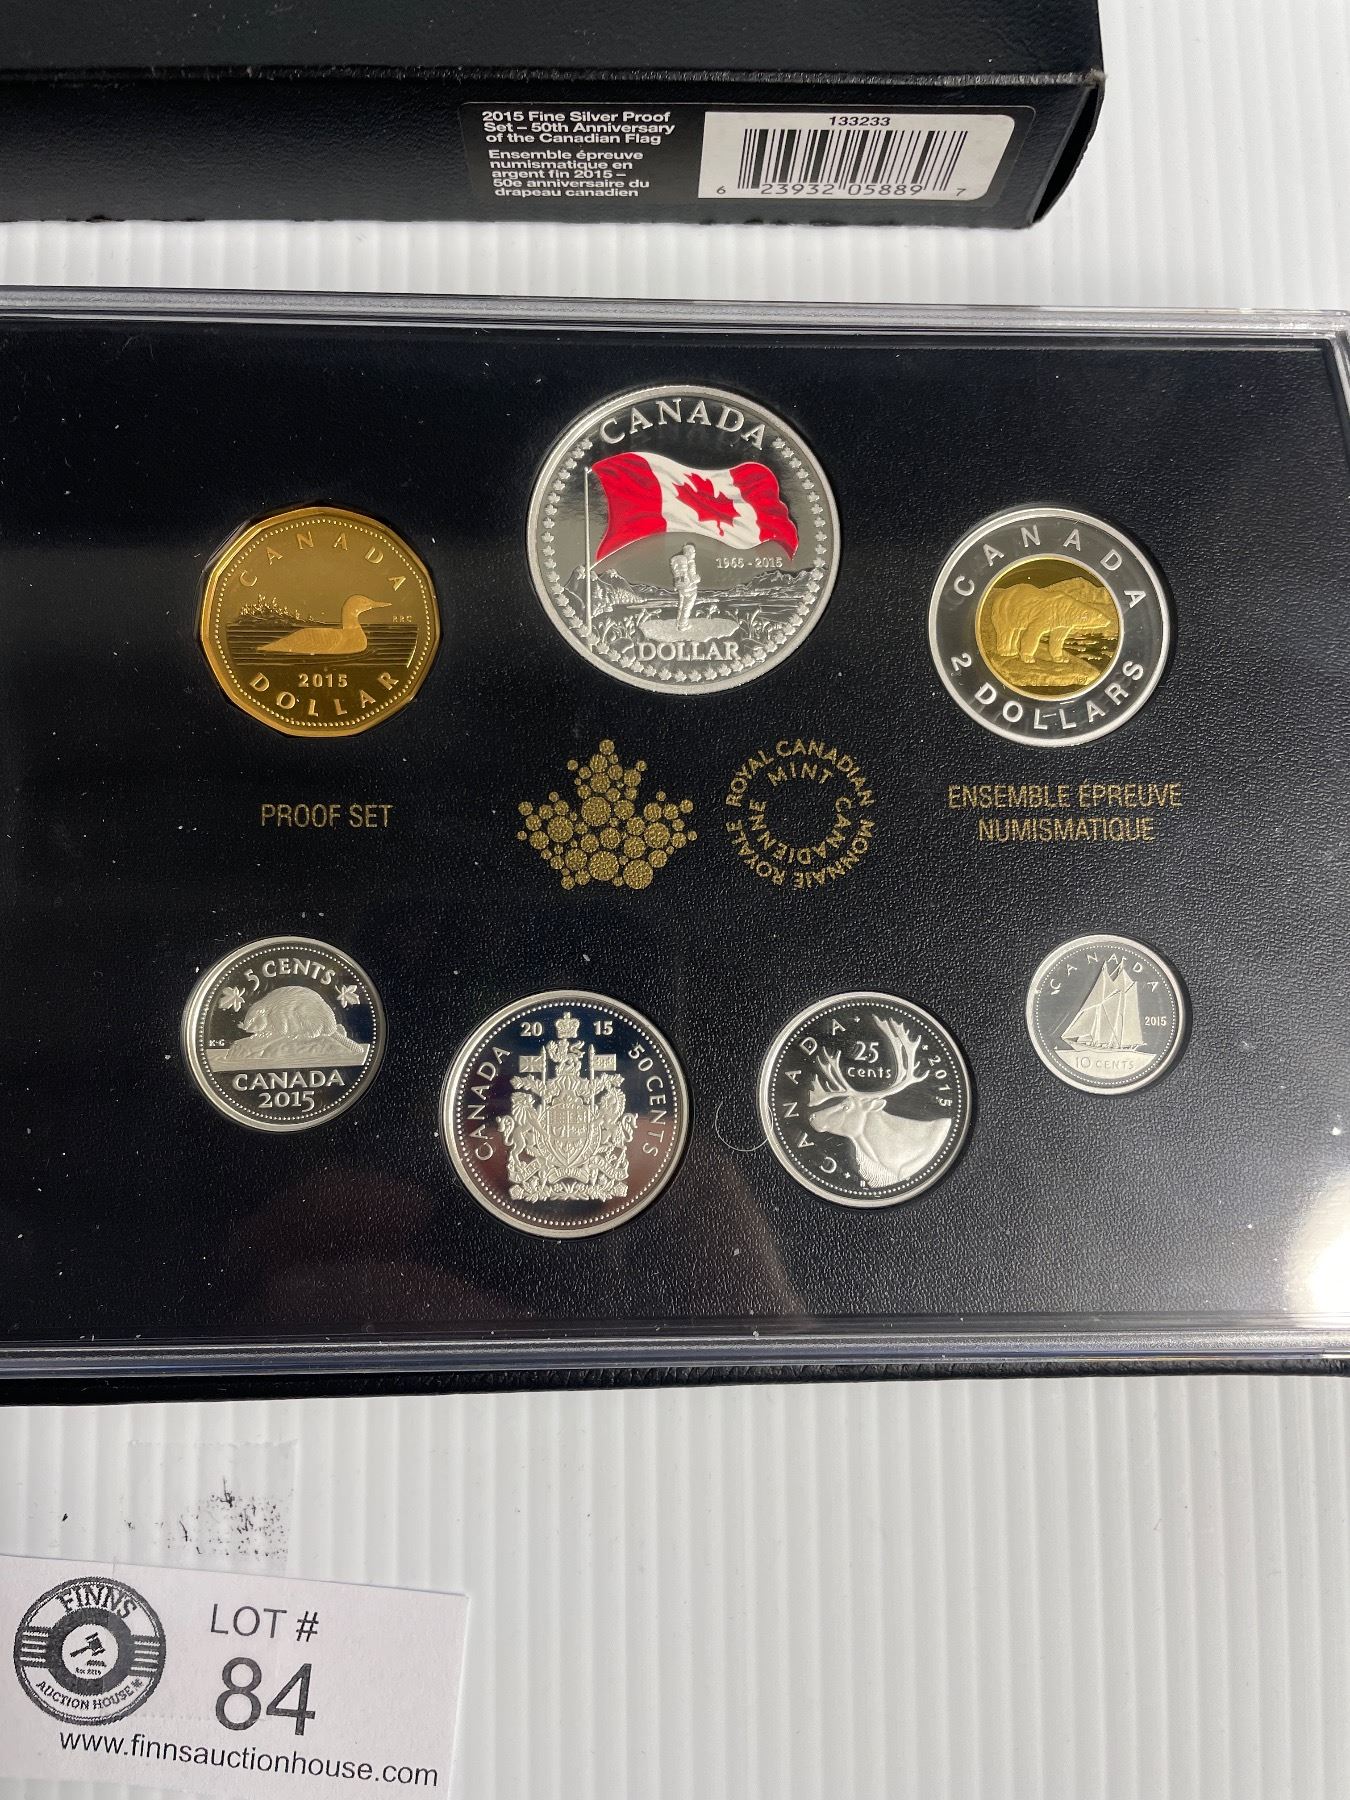 2015 Fine Silver Proof
Set – 50th Anniversary
of the Canadian Flag
Ensemble épreuve
numismatique en
argent fin 2015 –
50e anniversaire du
drapeau canadien
133233
6 23932 05889 7
CANADA
1965 - 2015
DOLLAR
CANADA
RRC
2015
DOLLAR
CANADA
2 DOLLARS
PROOF SET
ROYAL CANADIAN MINT
MONNAIE ROYALE CANADIENNE
ENSEMBLE ÉPREUVE
NUMISMATIQUE
5 CENTS
K•G
CANADA
2015
20 15
CANADA
50 CENTS
CANADA
25
cents
2015
H
CANADA
2015
10 CENTS
FINNS
AUCTION HOUSE
LOT #
84
www.finnsauctionhouse.com